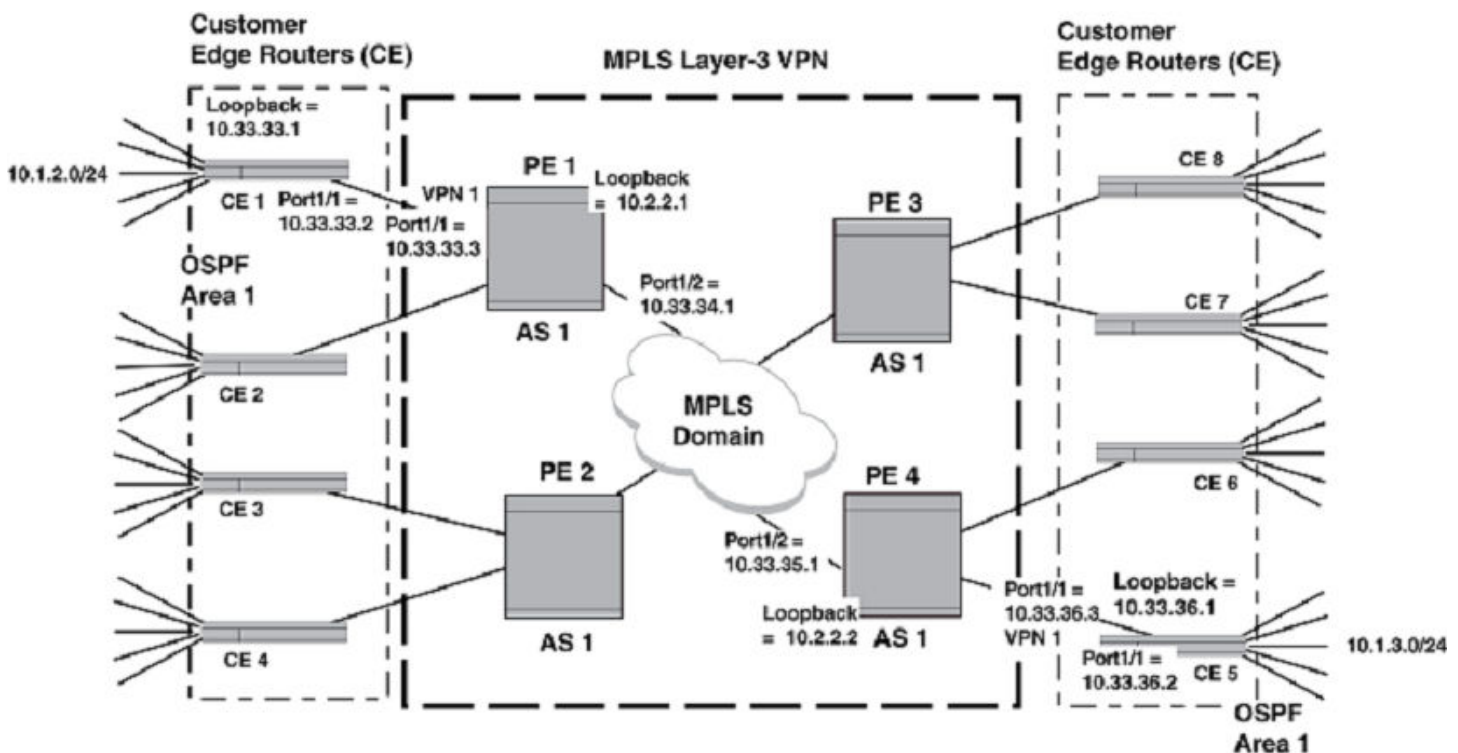 Customer
Edge Routers (CE)
MPLS Layer-3 VPN
Customer
Edge Routers (CE)
Loopback =
10.33.33.1
10.1.2.0/24
CE 1
Port1/1 =
10.33.33.2
VPN 1
Port1/1 =
10.33.33.3
PE 1
Loopback
= 10.2.2.1
AS 1
Port1/2 =
10.33.34.1
PE 3
AS 1
CE 8
CE 7
OSPF
Area 1
CE 2
MPLS
Domain
CE 3
PE 2
AS 1
CE 4
PE 4
Port1/2 =
10.33.35.1
Loopback
= 10.2.2.2
AS 1
CE 6
Port1/1 =
10.33.36.3
VPN 1
Loopback =
10.33.36.1
Port1/1 =
10.33.36.2
CE 5
10.1.3.0/24
OSPF
Area 1